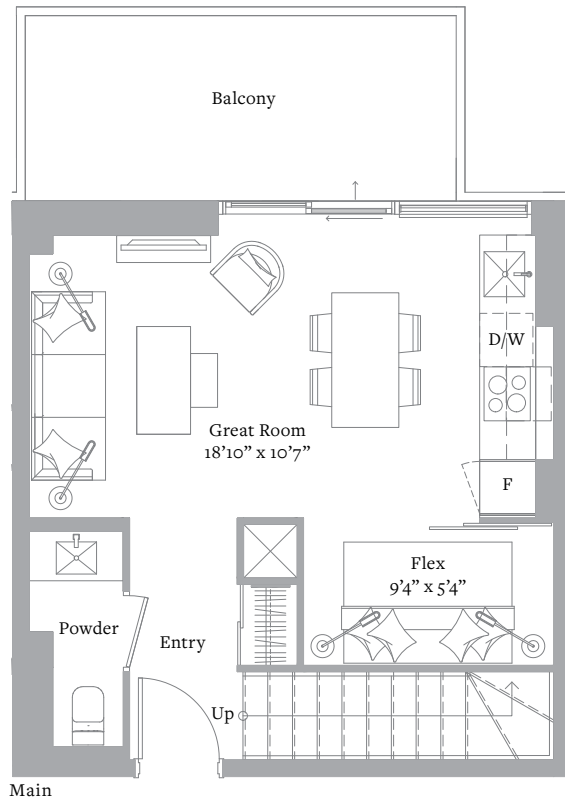 Balcony
D/W
Great Room
18’10” x 10’7”
F
Flex
9’4” x 5’4”
Powder
Entry
Up
Main